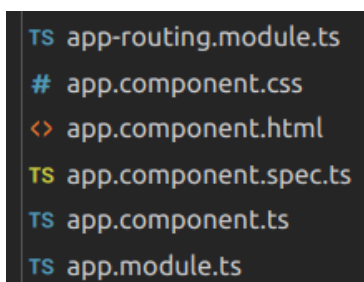 TS app-routing.module.ts
# app.component.css
<> app.component.html
TS app.component.spec.ts
TS app.component.ts
TS app.module.ts